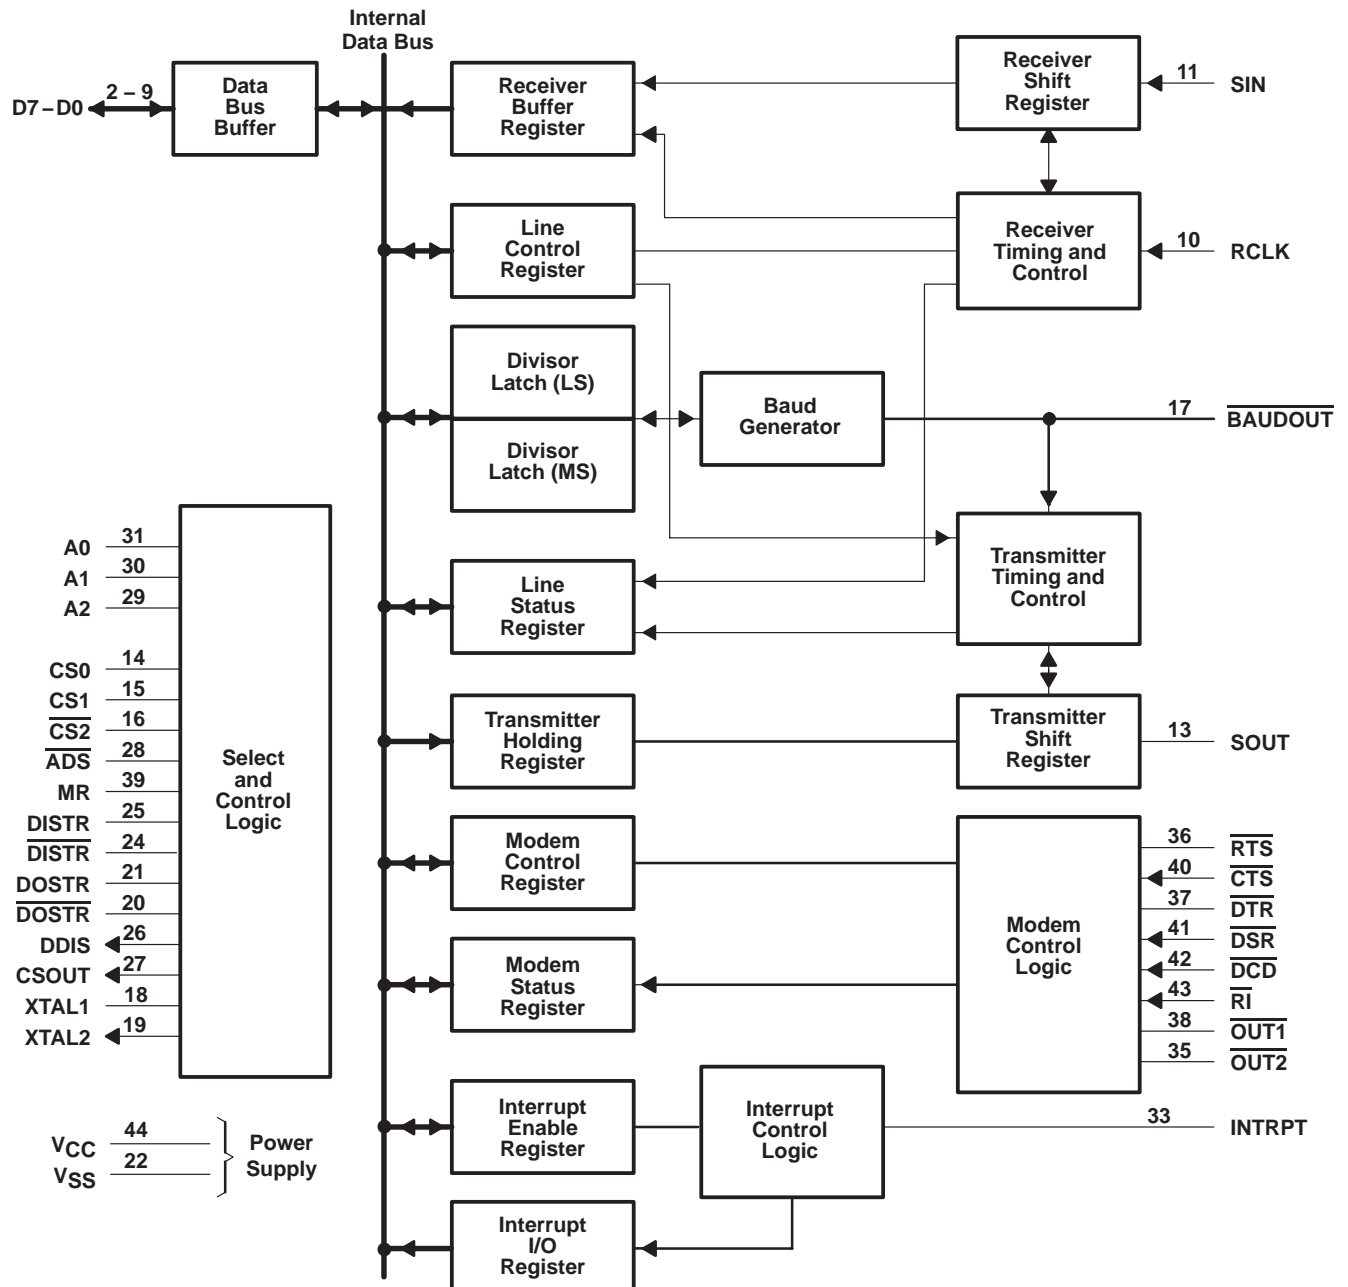 Internal
Data Bus
D7–D0
2 – 9
Data
Bus
Buffer
Receiver
Buffer
Register
Receiver
Shift
Register
11
SIN
Line
Control
Register
Receiver
Timing and
Control
10
RCLK
Divisor
Latch (LS)
Divisor
Latch (MS)
Baud
Generator
17
BAUDOUT
A0
31
A1
30
A2
29
CS0
14
CS1
15
CS2
16
ADS
28
MR
39
DISTR
25
DISTR
24
DOSTR
21
DOSTR
20
DDIS
26
CSOUT
27
XTAL1
18
XTAL2
19
Select
and
Control
Logic
Line
Status
Register
Transmitter
Timing and
Control
Transmitter
Holding
Register
Transmitter
Shift
Register
13
SOUT
Modem
Control
Register
Modem
Status
Register
Modem
Control
Logic
36
RTS
40
CTS
37
DTR
41
DSR
42
DCD
43
RI
38
OUT1
35
OUT2
Interrupt
Enable
Register
Interrupt
Control
Logic
33
INTRPT
VCC
44
VSS
22
Power
Supply
Interrupt
I/O
Register